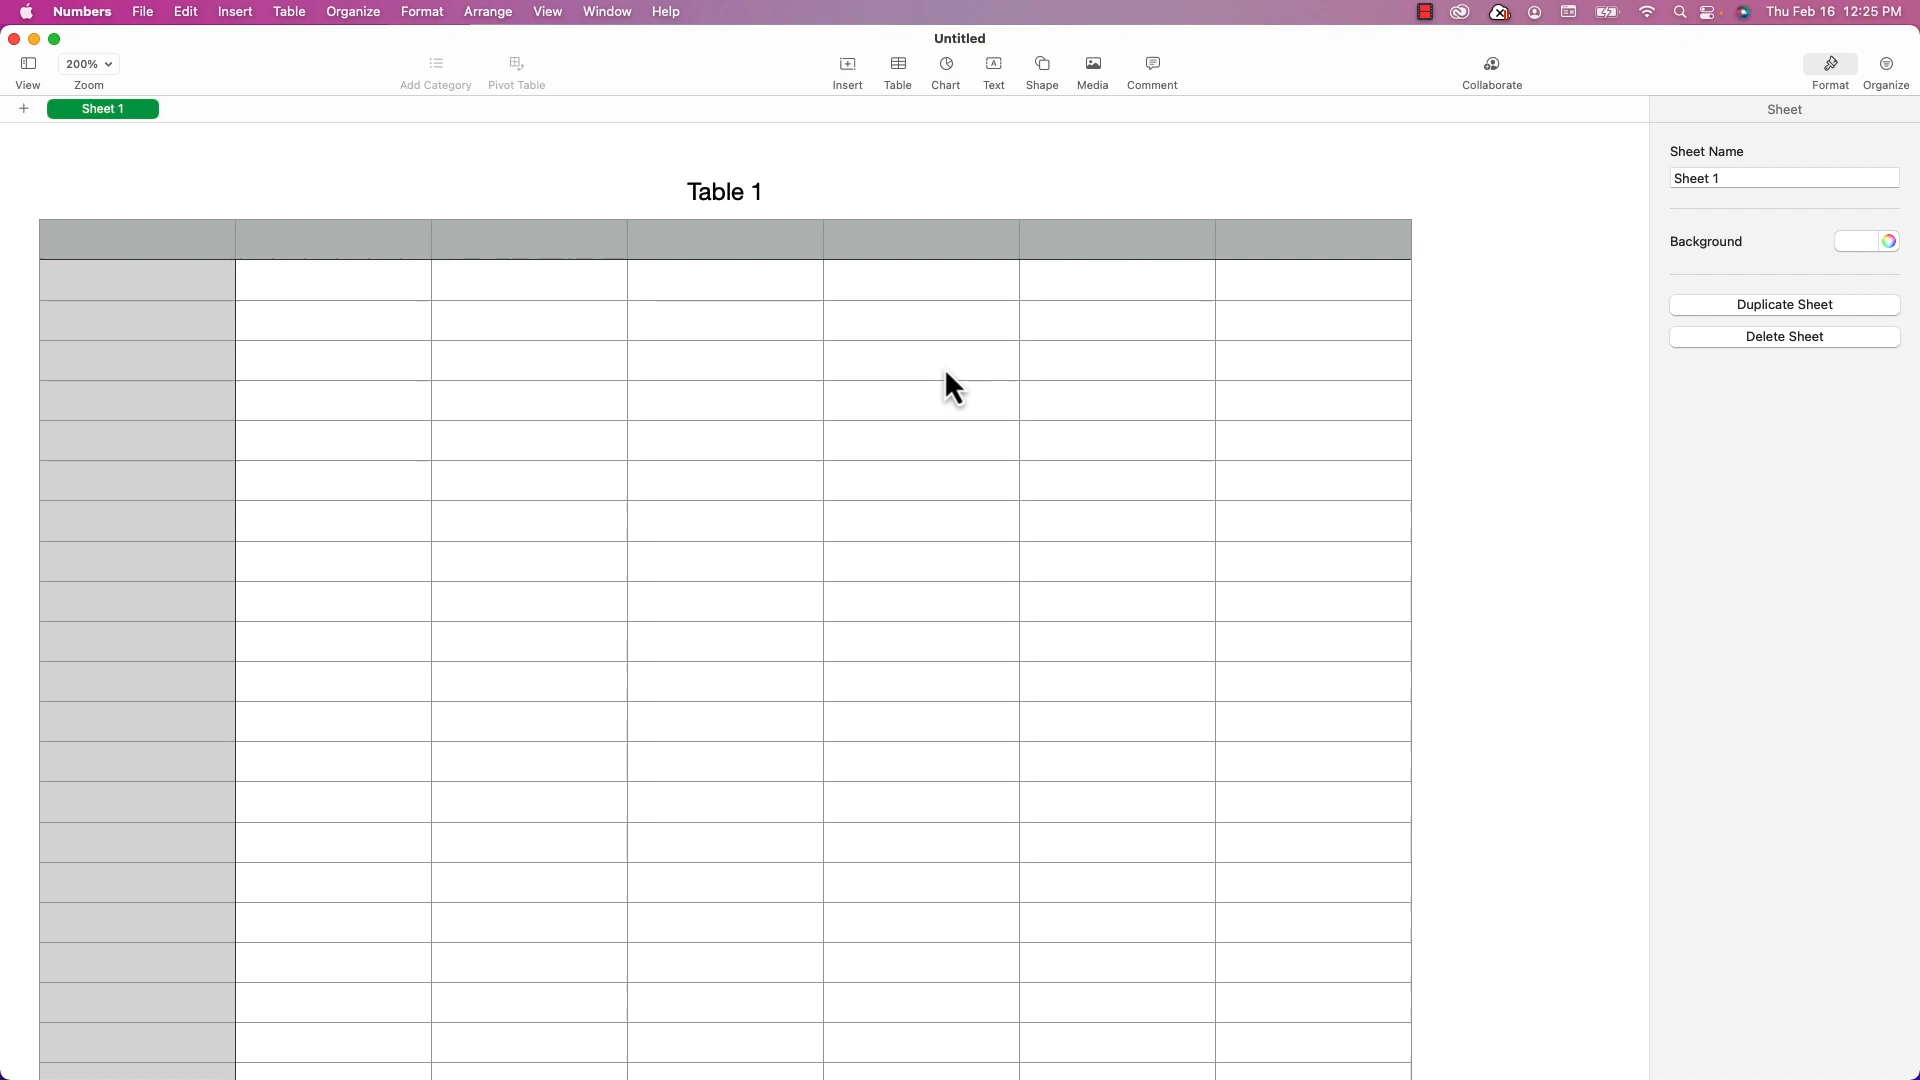 Numbers File Edit Insert Table Organize Format Arrange View Window Help Thu Feb 16 12:25 PM
Untitled
200%
View Zoom Add Category Pivot Table Insert Table Chart Text Shape Media Comment Collaborate Format Organize
Sheet 1
Sheet
Sheet Name
Sheet 1
Table 1
Background
Duplicate Sheet
Delete Sheet